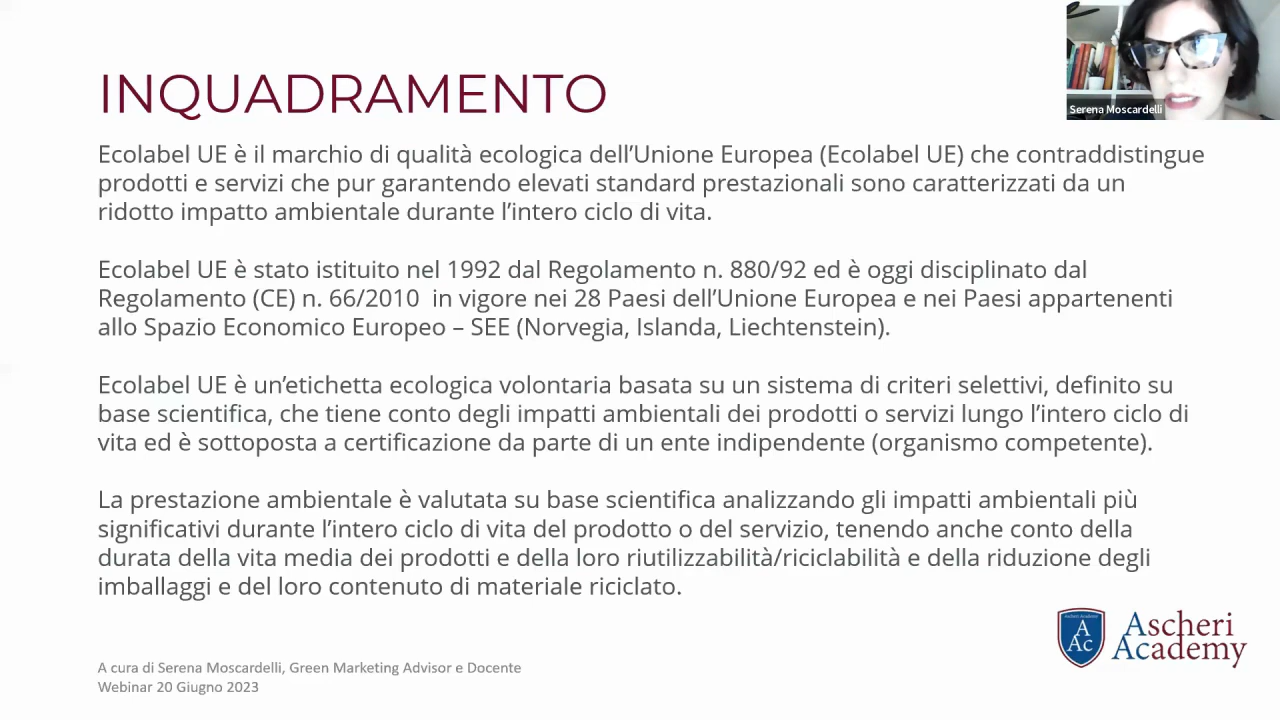 Serena Moscardelli
INQUADRAMENTO
Ecolabel UE è il marchio di qualità ecologica dell'Unione Europea (Ecolabel UE) che contraddistingue
prodotti e servizi che pur garantendo elevati standard prestazionali sono caratterizzati da un
ridotto impatto ambientale durante l'intero ciclo di vita.
Ecolabel UE è stato istituito nel 1992 dal Regolamento n. 880/92 ed è oggi disciplinato dal
Regolamento (CE) n. 66/2010  in vigore nei 28 Paesi dell'Unione Europea e nei Paesi appartenenti
allo Spazio Economico Europeo – SEE (Norvegia, Islanda, Liechtenstein).
Ecolabel UE è un'etichetta ecologica volontaria basata su un sistema di criteri selettivi, definito su
base scientifica, che tiene conto degli impatti ambientali dei prodotti o servizi lungo l'intero ciclo di
vita ed è sottoposta a certificazione da parte di un ente indipendente (organismo competente).
La prestazione ambientale è valutata su base scientifica analizzando gli impatti ambientali più
significativi durante l'intero ciclo di vita del prodotto o del servizio, tenendo anche conto della
durata della vita media dei prodotti e della loro riutilizzabilità/riciclabilità e della riduzione degli
imballaggi e del loro contenuto di materiale riciclato.
A cura di Serena Moscardelli, Green Marketing Advisor e Docente
Webinar 20 Giugno 2023
Ascheri Academy
A
Ac
Ascheri
Academy